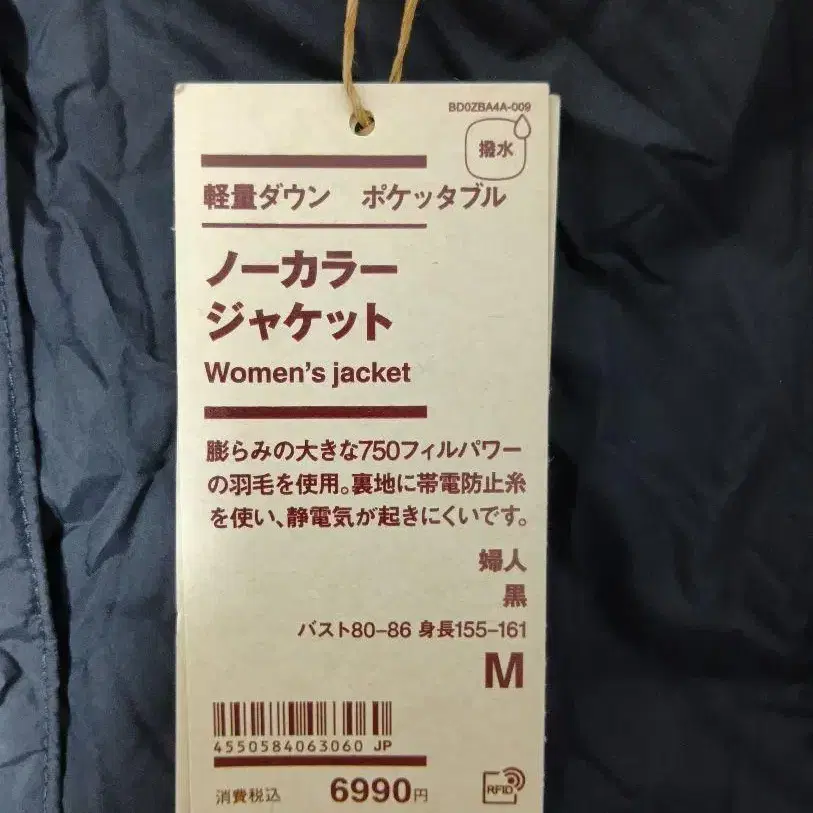 BD0ZBA4A-009
撥水
軽量ダウン ポケッタブル
ノーカラー
ジャケット
Women's jacket
膨らみの大きな750フィルパワー
の羽毛を使用。裏地に帯電防止糸
を使い、静電気が起きにくいです。
婦人
黒
バスト80–86 身長155–161
M
4550584063060 JP
消費税込 6990円
RFID